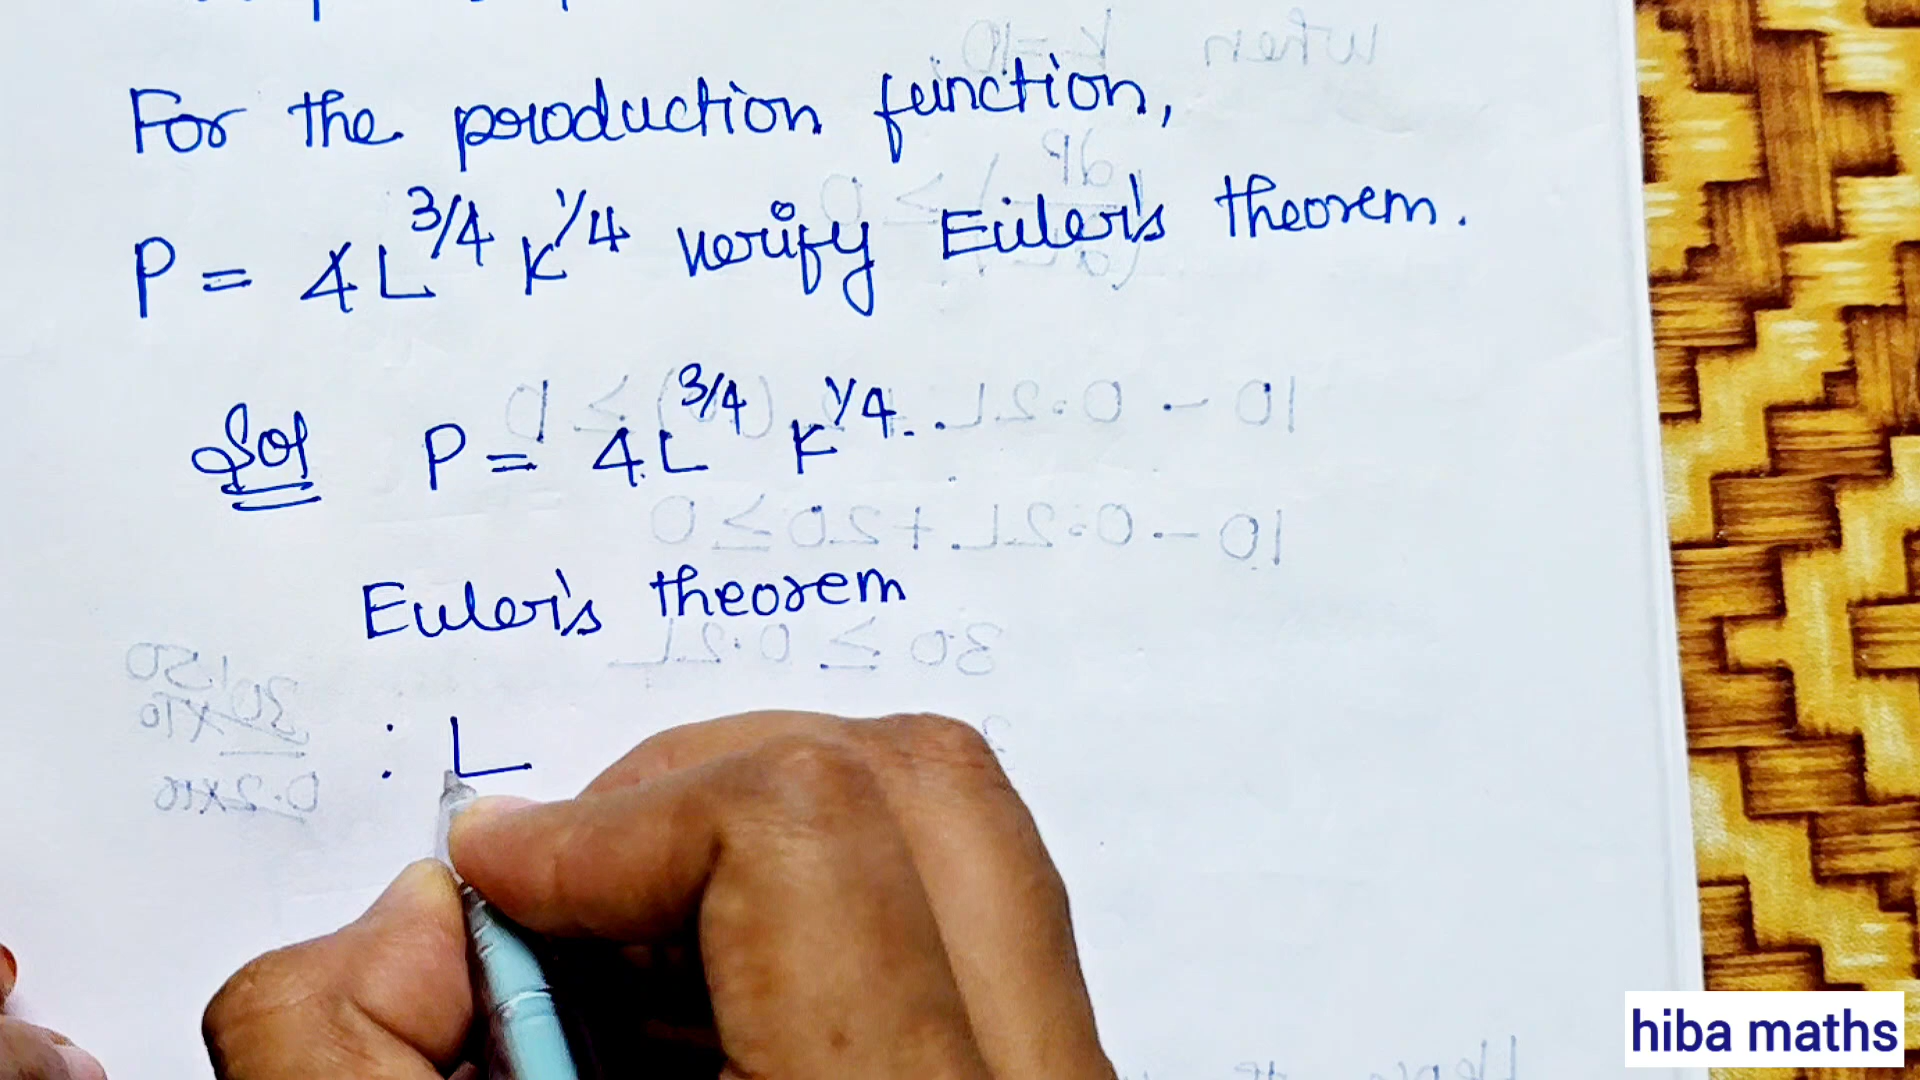 For the production function,
P = 4L^3/4 K^1/4 verify Euler's theorem.
Sol P = 4L^3/4 K^1/4.
Euler's theorem
: L
hiba maths